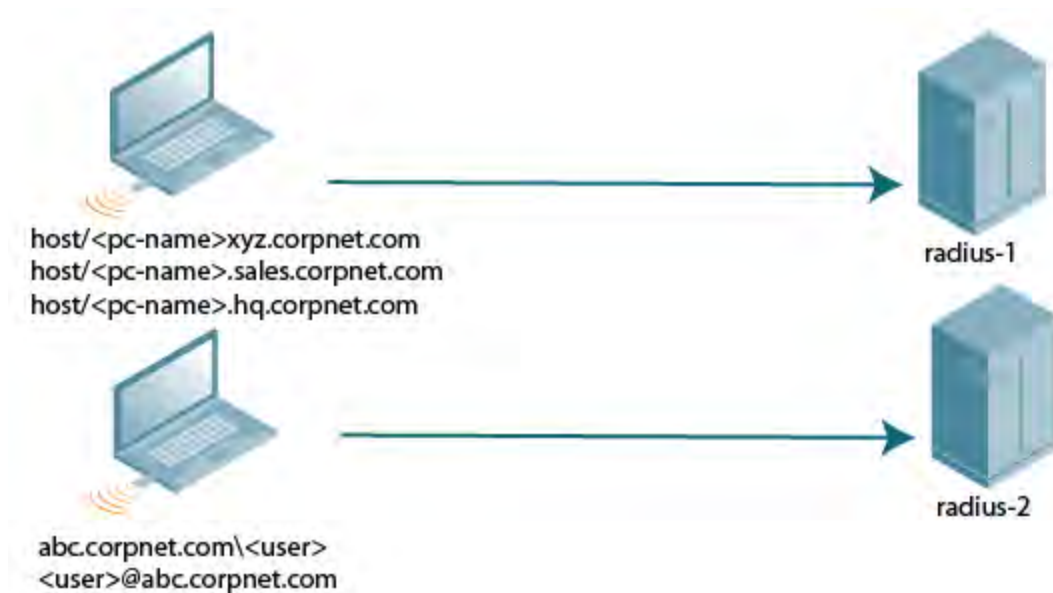 host/<pc-name>xyz.corpnet.com
host/<pc-name>.sales.corpnet.com
host/<pc-name>.hq.corpnet.com
radius-1
abc.corpnet.com\<user>
<user>@abc.corpnet.com
radius-2